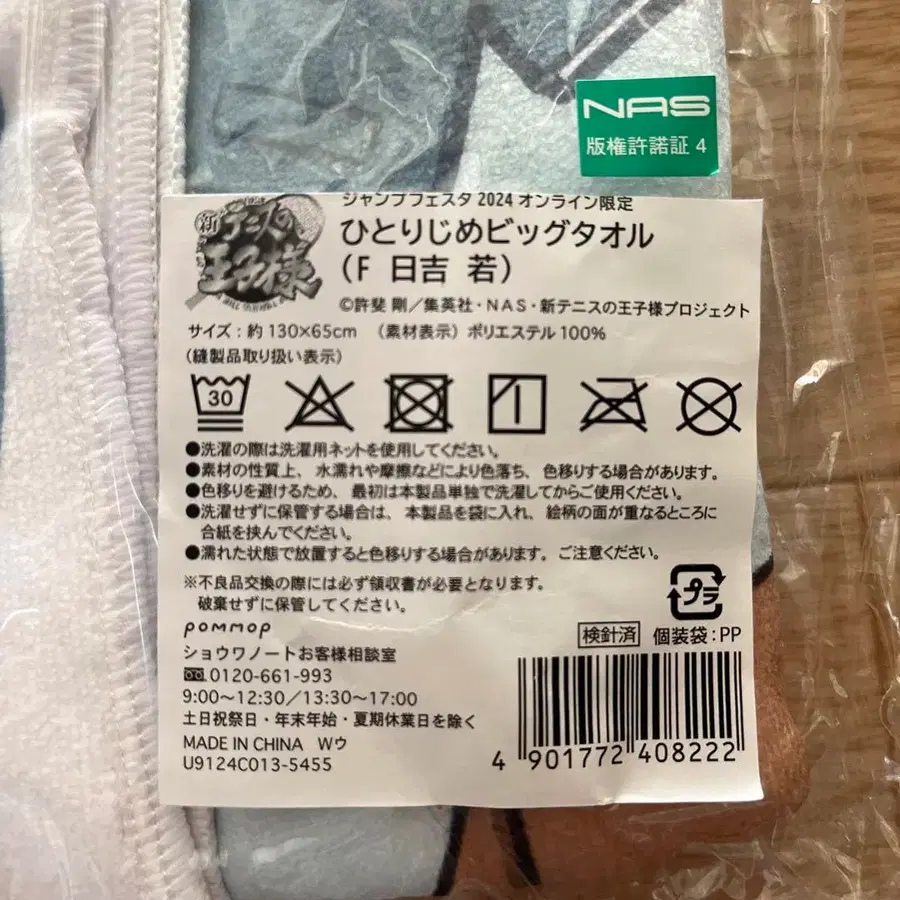 NAS
版権許諾証 4
ジャンプフェスタ 2024 オンライン限定
新テニスの
王子様
ひとりじめビッグタオル
(F 日吉 若)
©許斐 剛/集英社・NAS・新テニスの王子様プロジェクト
サイズ:約 130×65cm (素材表示) ポリエステル 100%
(縫製品取り扱い表示)
30
●洗濯の際は洗濯用ネットを使用してください。
●素材の性質上、水濡れや摩擦などにより色落ち、色移りする場合があります。
●色移りを避けるため、最初は本製品単独で洗濯してからご使用ください。
●洗濯せずに保管する場合は、本製品を袋に入れ、絵柄の面が重なるところに
合紙を挟んでください。
●濡れた状態で放置すると色移りする場合があります。ご注意ください。
※不良品交換の際には必ず領収書が必要となります。
破棄せずに保管してください。
プラ
pommop
検針済 個装袋:PP
ショウワノートお客様相談室
0120-661-993
9:00〜12:30/13:30〜17:00
土日祝祭日・年末年始・夏期休業日を除く
MADE IN CHINA Wウ
U9124C013-5455
4 901772 408222